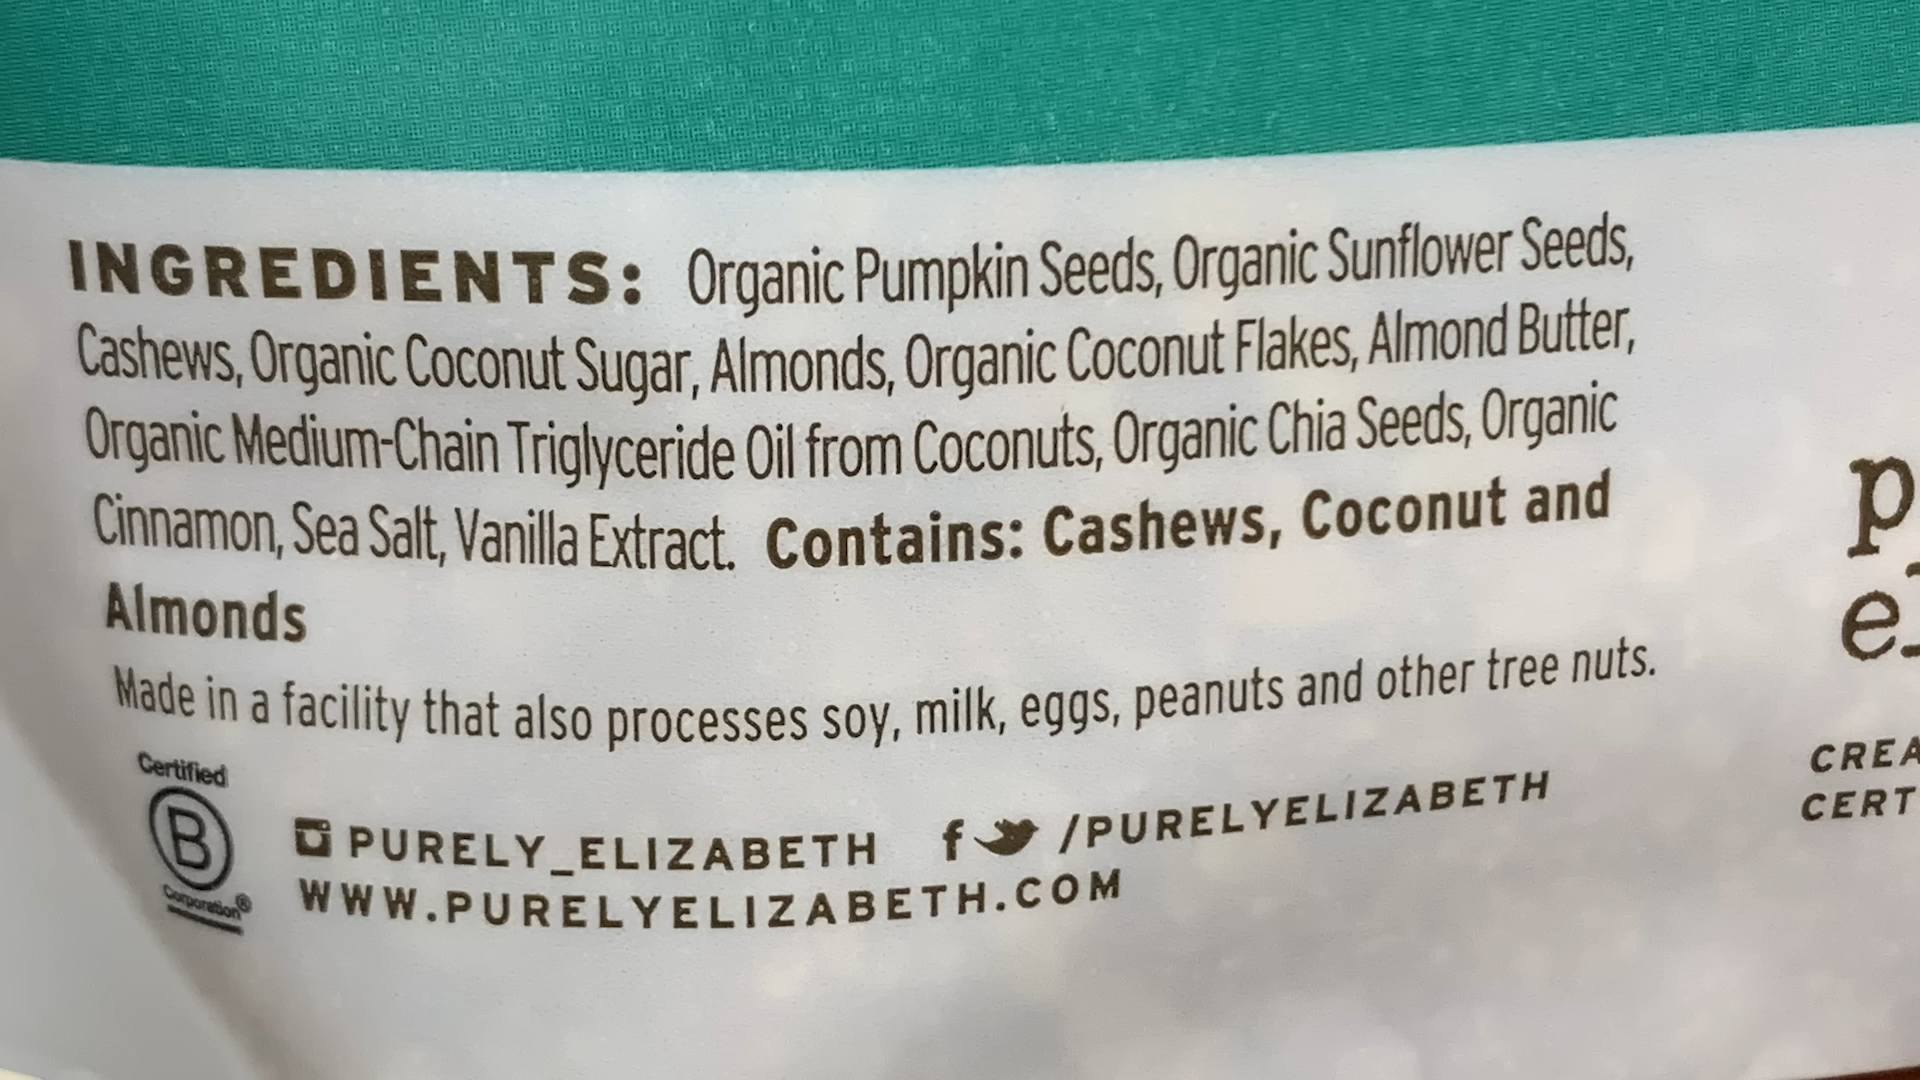 INGREDIENTS: Organic Pumpkin Seeds, Organic Sunflower Seeds,
Cashews, Organic Coconut Sugar, Almonds, Organic Coconut Flakes, Almond Butter,
Organic Medium-Chain Triglyceride Oil from Coconuts, Organic Chia Seeds, Organic
Cinnamon, Sea Salt, Vanilla Extract. Contains: Cashews, Coconut and
Almonds
Made in a facility that also processes soy, milk, eggs, peanuts and other tree nuts.
Certified
B
Corporation®
PURELY_ELIZABETH f /PURELYELIZABETH
WWW.PURELYELIZABETH.COM